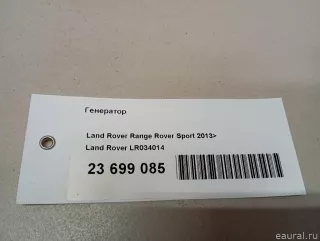 Генератор
Land Rover Range Rover Sport 2013>
Land Rover LR034014
23 699 085
eaural.ru